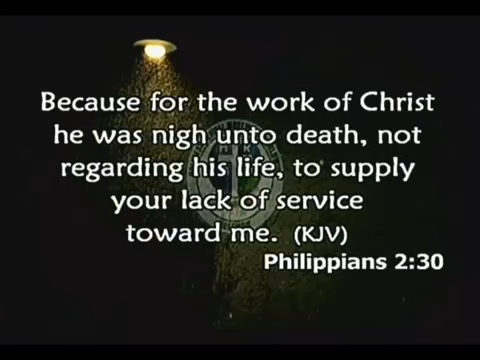 Because for the work of Christ
he was nigh unto death, not
regarding his life, to supply
your lack of service
toward me. (KJV)
Philippians 2:30